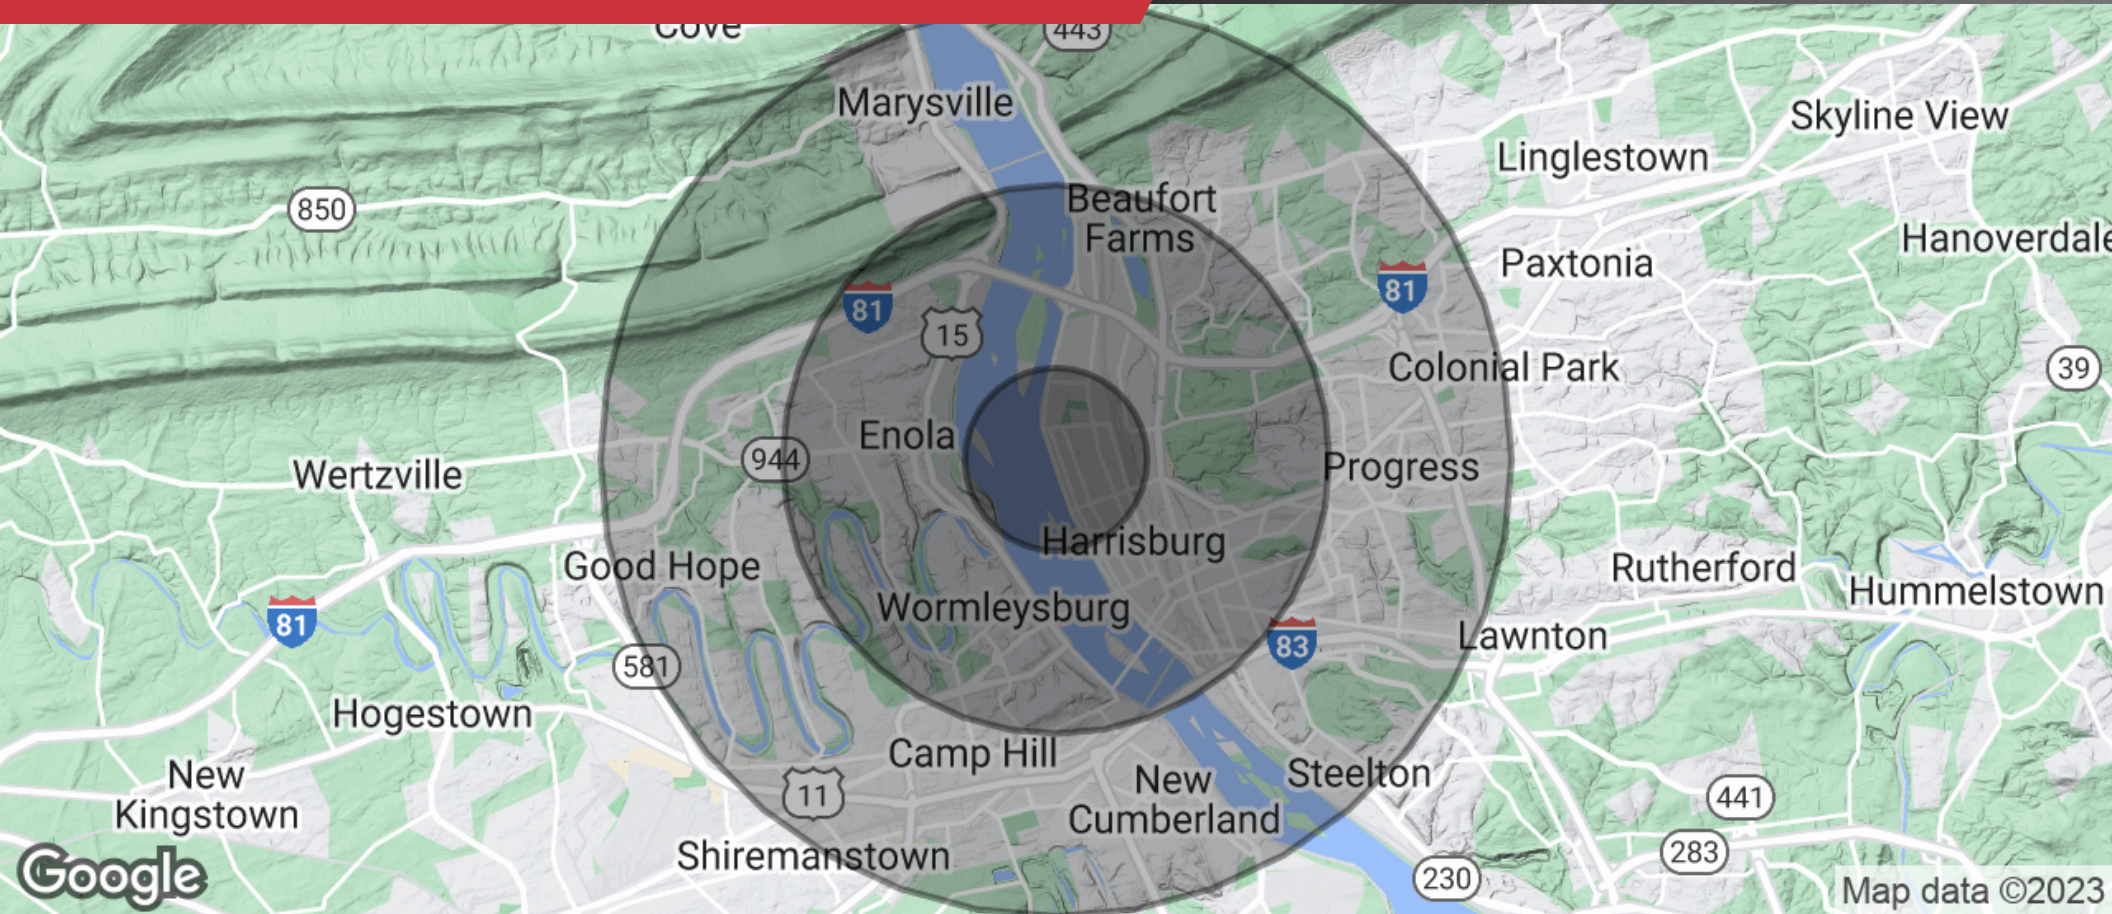 Cove
443
Marysville
Skyline View
Linglestown
850
Beaufort
Farms
Hanoverdale
Paxtonia
81
81
15
Colonial Park
39
Enola
944
Wertzville
Progress
Harrisburg
Good Hope
Rutherford
Hummelstown
Wormleysburg
81
83
Lawnton
581
Hogestown
Camp Hill
New
Kingstown
11
New
Cumberland
Steelton
441
Shiremanstown
283
230
Google
Map data ©2023